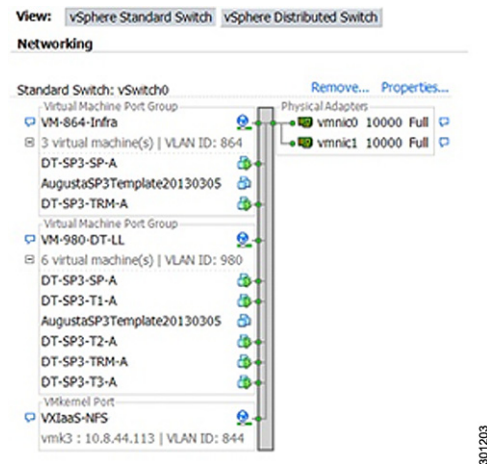 View: vSphere Standard Switch vSphere Distributed Switch
Networking
Standard Switch: vSwitch0 Remove... Properties...
Virtual Machine Port Group Physical Adapters
VM-864-Infra vmnic0 10000 Full
3 virtual machine(s) | VLAN ID: 864 vmnic1 10000 Full
DT-SP3-SP-A
AugustaSP3Template20130305
DT-SP3-TRM-A
Virtual Machine Port Group
VM-980-DT-LL
6 virtual machine(s) | VLAN ID: 980
DT-SP3-SP-A
DT-SP3-T1-A
AugustaSP3Template20130305
DT-SP3-T2-A
DT-SP3-TRM-A
DT-SP3-T3-A
VMkernel Port
VXIaaS-NFS
vmk3 : 10.8.44.113 | VLAN ID: 844
301203